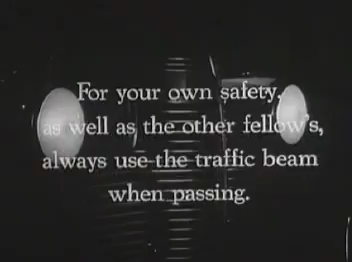 For your own safety,
as well as the other fellow's,
always use the traffic beam
when passing.